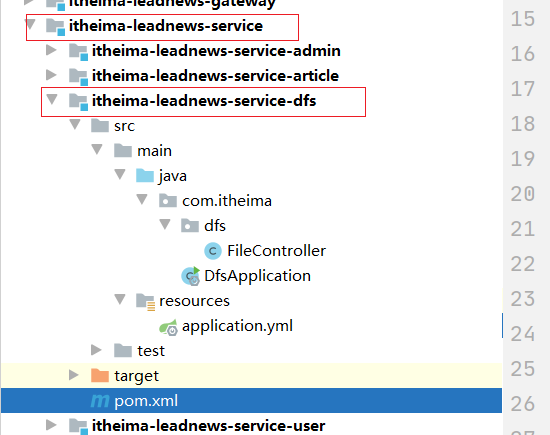 itheima-leadnews-gateway
itheima-leadnews-service
itheima-leadnews-service-admin
itheima-leadnews-service-article
itheima-leadnews-service-dfs
src
main
java
com.itheima
dfs
FileController
DfsApplication
resources
application.yml
test
target
pom.xml
itheima-leadnews-service-user
15
16
17
18
19
20
21
22
23
24
25
26